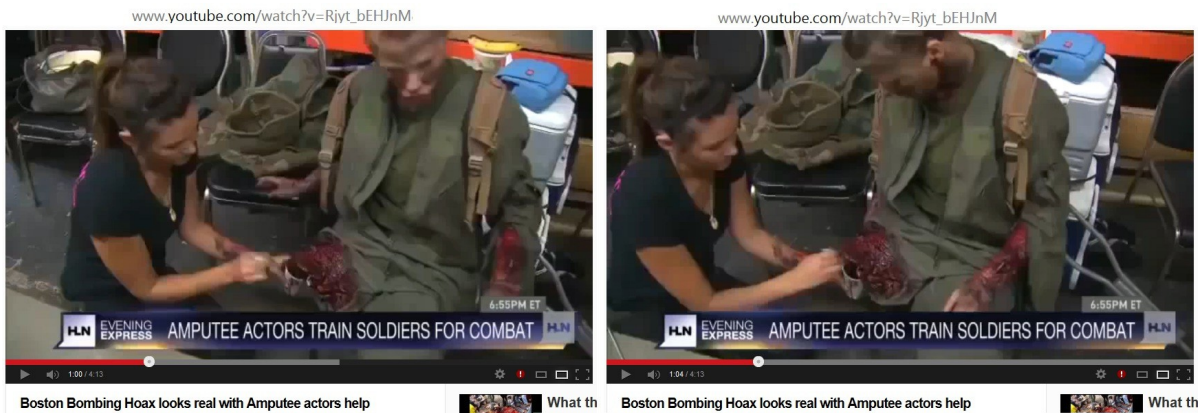 www.youtube.com/watch?v=Rjyt_bEHJnM
6:55PM ET
HLN
EVENING
EXPRESS
AMPUTEE ACTORS TRAIN SOLDIERS FOR COMBAT
HLN
1:00 / 4:13
Boston Bombing Hoax looks real with Amputee actors help
What th
www.youtube.com/watch?v=Rjyt_bEHJnM
6:55PM ET
HLN
EVENING
EXPRESS
AMPUTEE ACTORS TRAIN SOLDIERS FOR COMBAT
HLN
1:04 / 4:13
Boston Bombing Hoax looks real with Amputee actors help
What th